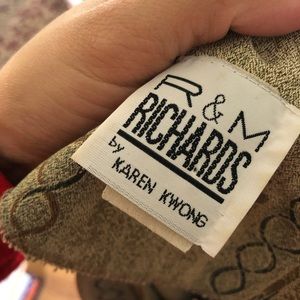 R & M
RICHARDS
by
KAREN KWONG